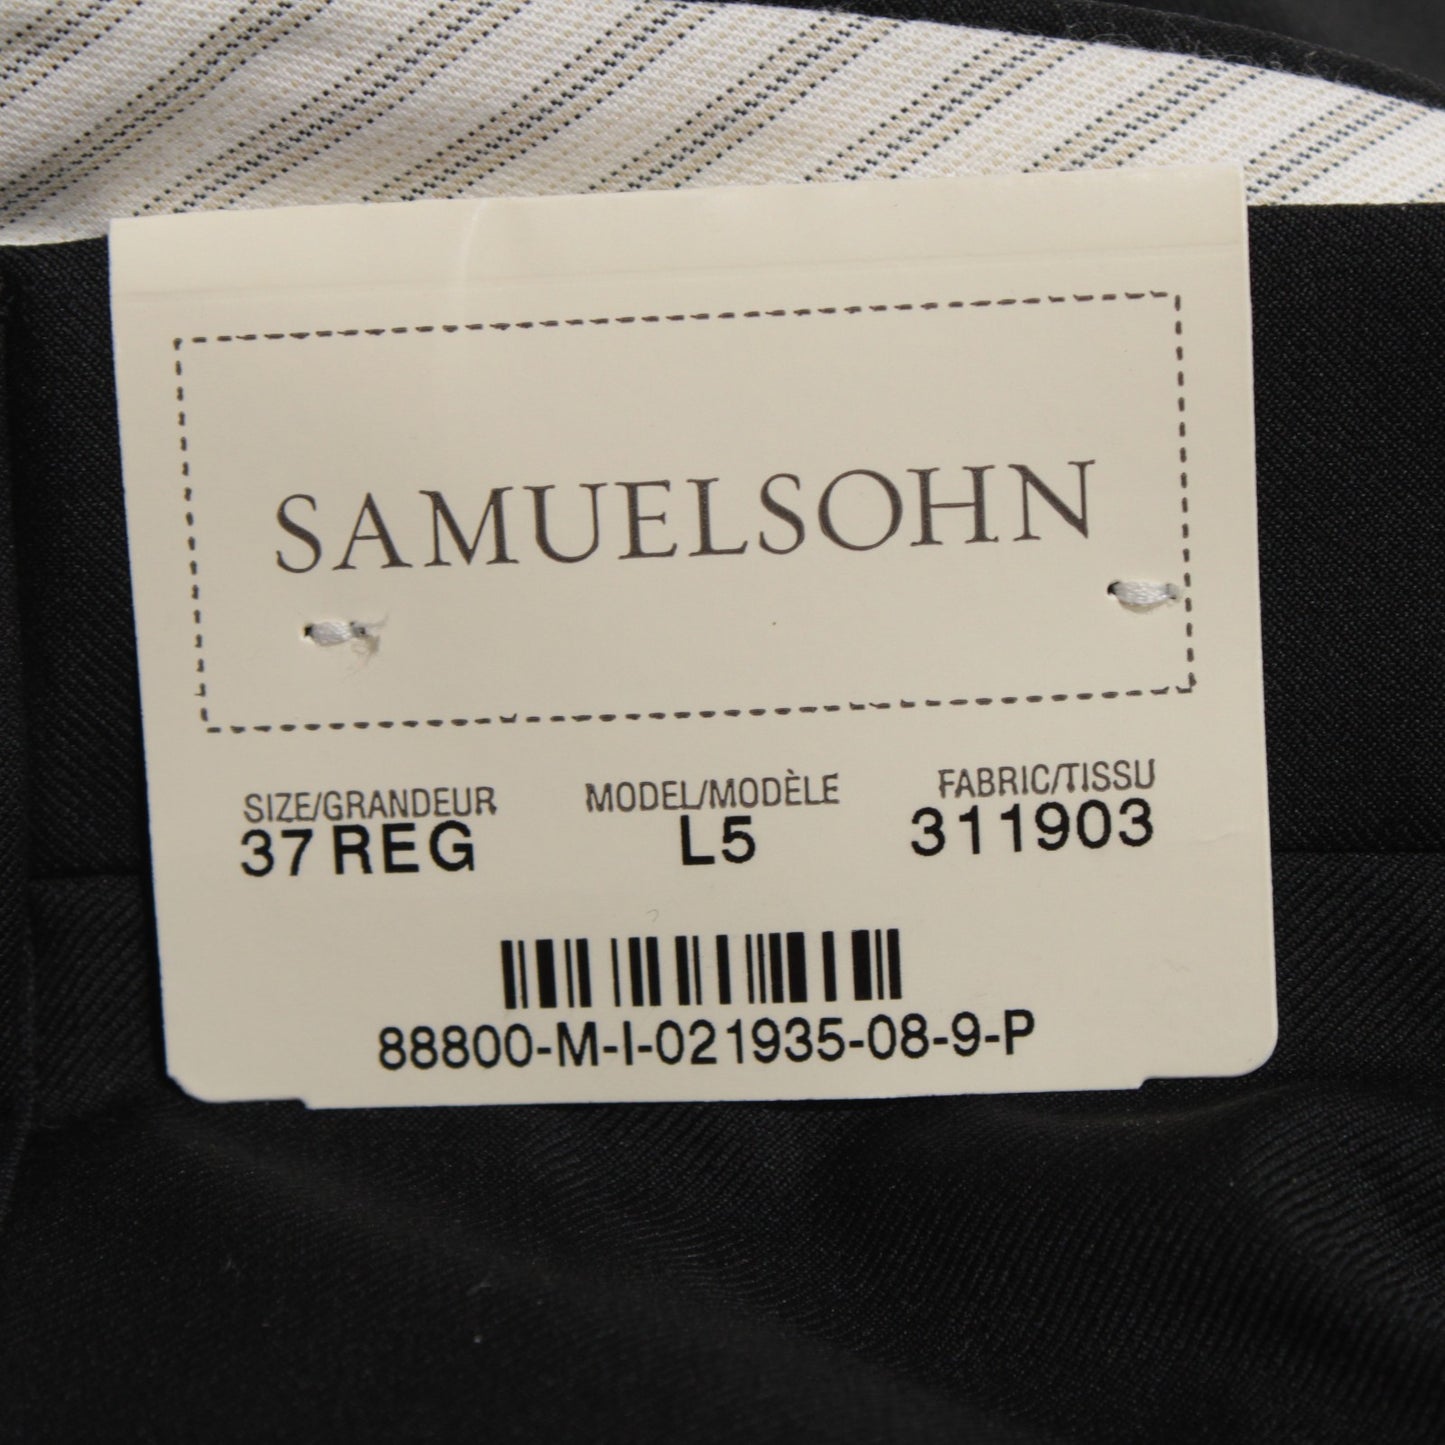 SAMUELSOHN
SIZE/GRANDEUR MODEL/MODÈLE FABRIC/TISSU
37 REG L5 311903
88800-M-I-021935-08-9-P